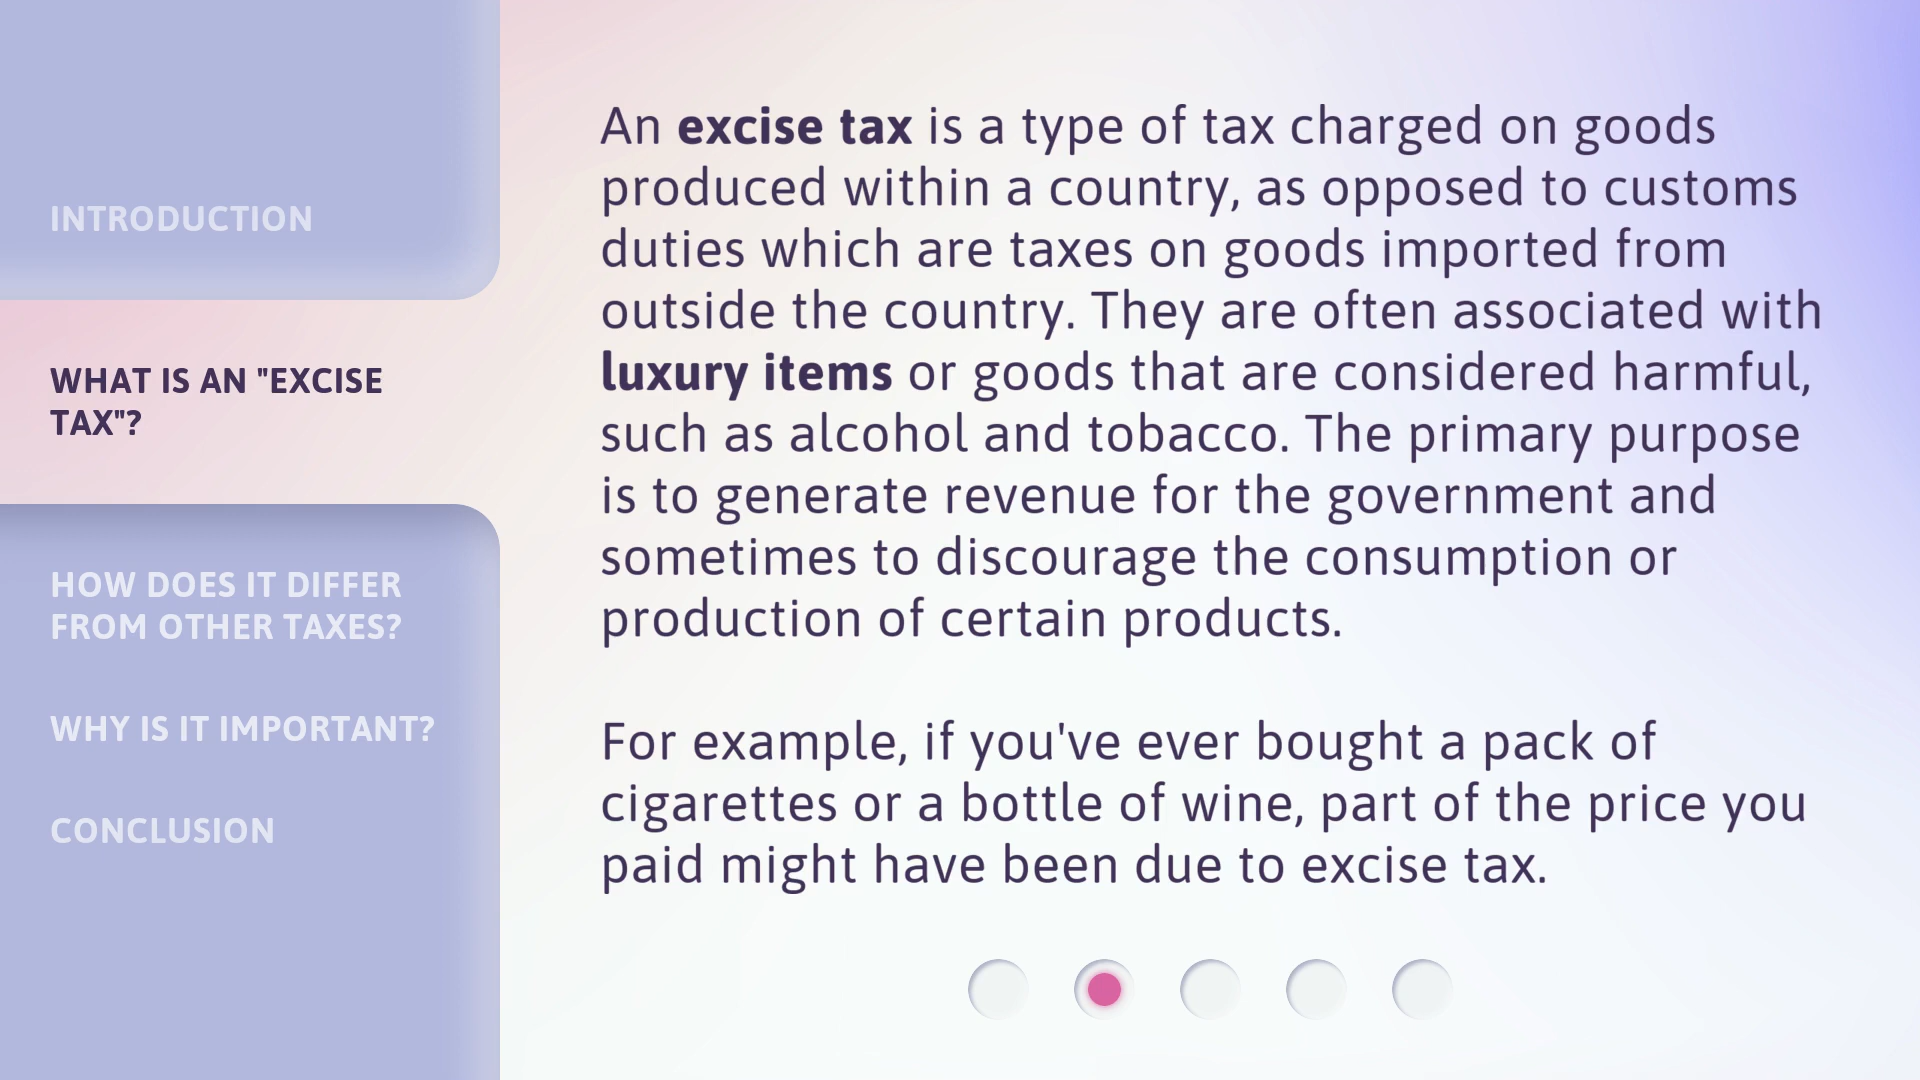 INTRODUCTION
WHAT IS AN "EXCISE
TAX"?
HOW DOES IT DIFFER
FROM OTHER TAXES?
WHY IS IT IMPORTANT?
CONCLUSION
An excise tax is a type of tax charged on goods
produced within a country, as opposed to customs
duties which are taxes on goods imported from
outside the country. They are often associated with
luxury items or goods that are considered harmful,
such as alcohol and tobacco. The primary purpose
is to generate revenue for the government and
sometimes to discourage the consumption or
production of certain products.
For example, if you've ever bought a pack of
cigarettes or a bottle of wine, part of the price you
paid might have been due to excise tax.